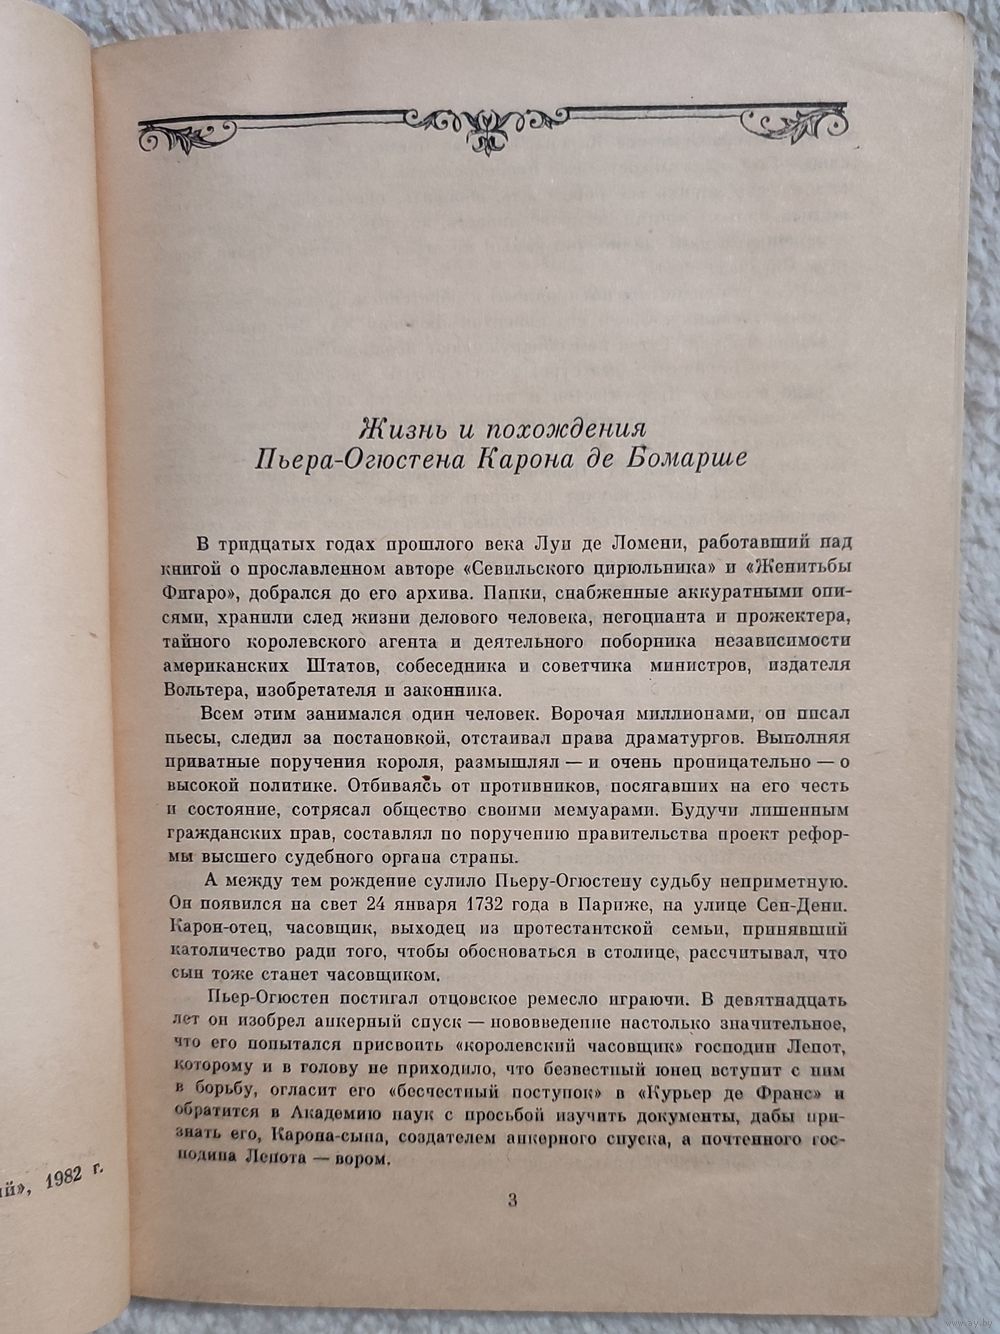 Жизнь и похождения
Пьера-Огюстена Карона де Бомарше
В тридцатых годах прошлого века Луи де Ломени, работавший над
книгой о прославленном авторе «Севильского цирюльника» и «Женитьбы
Фигаро», добрался до его архива. Папки, снабженные аккуратными опи-
сями, хранили след жизни делового человека, негоцианта и прожектера,
тайного королевского агента и деятельного поборника независимости
американских Штатов, собеседника и советчика министров, издателя
Вольтера, изобретателя и законника.
Всем этим занимался один человек. Ворочая миллионами, он писал
пьесы, следил за постановкой, отстаивал права драматургов. Выполняя
приватные поручения короля, размышлял — и очень проницательно — о
высокой политике. Отбиваясь от противников, посягавших на его честь
и состояние, сотрясал общество своими мемуарами. Будучи лишенным
гражданских прав, составлял по поручению правительства проект рефор-
мы высшего судебного органа страны.
А между тем рождение сулило Пьеру-Огюстену судьбу неприметную.
Он появился на свет 24 января 1732 года в Париже, на улице Сен-Дени.
Карон-отец, часовщик, выходец из протестантской семьи, принявший
католичество ради того, чтобы обосноваться в столице, рассчитывал, что
сын тоже станет часовщиком.
Пьер-Огюстен постигал отцовское ремесло играючи. В девятнадцать
лет он изобрел анкерный спуск — нововведение настолько значительное,
что его попытался присвоить «королевский часовщик» господин Лепот,
которому и в голову не приходило, что безвестный юнец вступит с ним
в борьбу, огласит его «бесчестный поступок» в «Курьер де Франс» и
обратится в Академию наук с просьбой изучить документы, дабы при-
знать его, Карона-сына, создателем анкерного спуска, а почтенного гос-
подина Лепота — вором.
3
ий», 1982 г.
www.ay.by